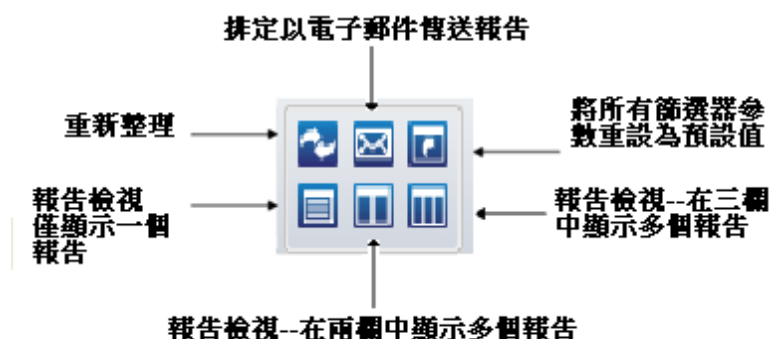 排定以電子郵件傳送報告
重新整理
將所有篩選器參
數重設為預設值
報告檢視
僅顯示一個
報告
報告檢視--在三欄
中顯示多個報告
報告檢視--在兩欄中顯示多個報告